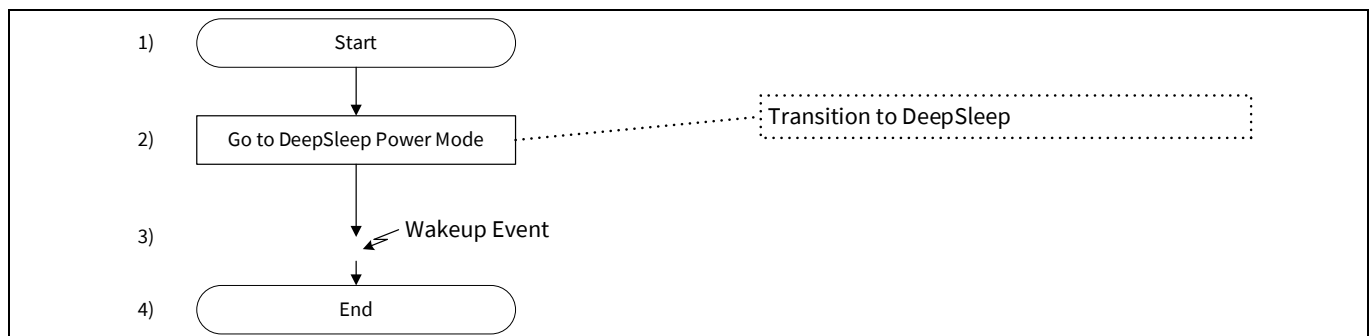 1) Start
2) Go to DeepSleep Power Mode Transition to DeepSleep
3) Wakeup Event
4) End